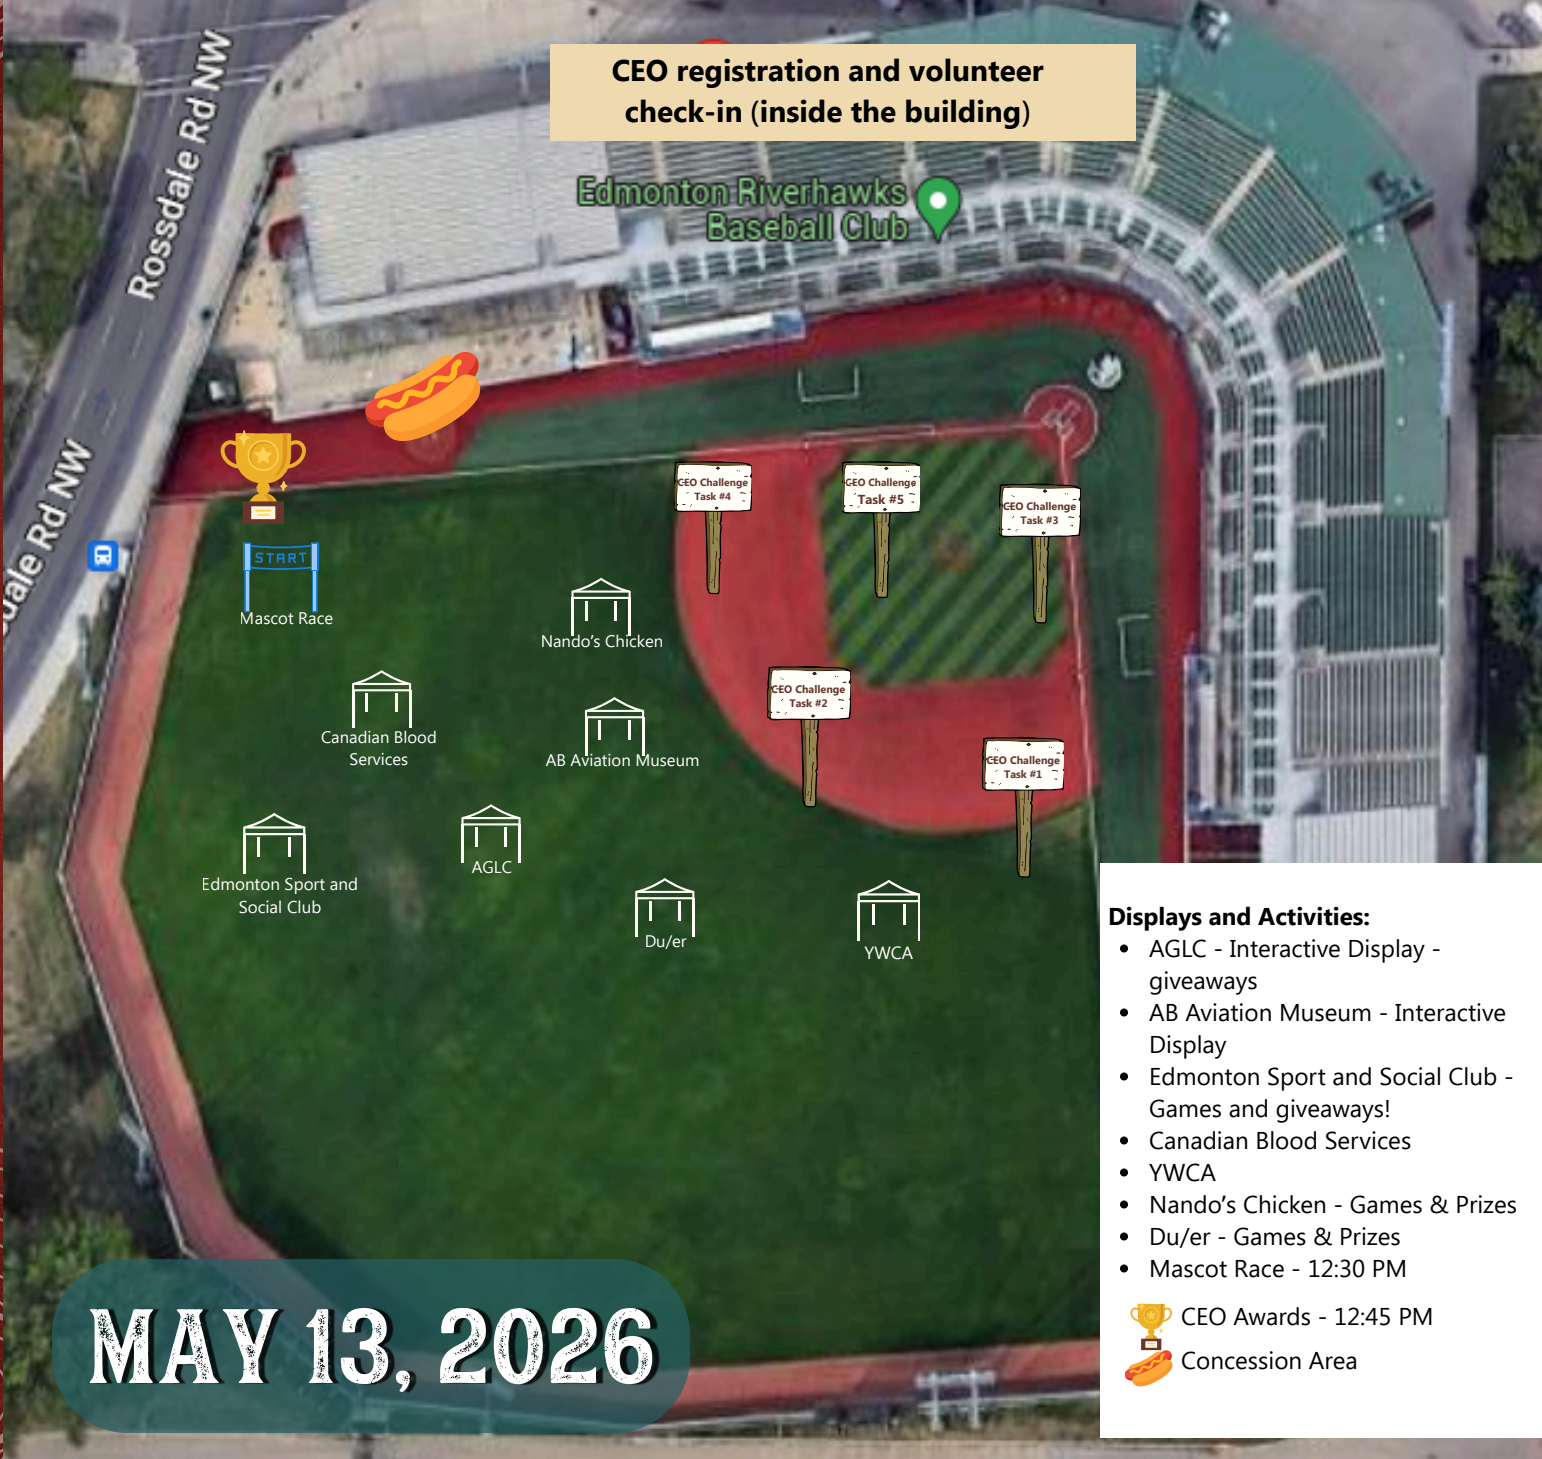 CEO registration and volunteer
check-in (inside the building)
Rossdale Rd NW
Edmonton Riverhawks
Baseball Club
dale Rd NW
CEO Challenge
Task #4
CEO Challenge
Task #5
CEO Challenge
Task #3
START
Mascot Race
Nando's Chicken
Canadian Blood
Services
AB Aviation Museum
CEO Challenge
Task #2
CEO Challenge
Task #1
Edmonton Sport and
Social Club
AGLC
Du/er
YWCA
Displays and Activities:
• AGLC - Interactive Display -
giveaways
• AB Aviation Museum - Interactive
Display
• Edmonton Sport and Social Club -
Games and giveaways!
• Canadian Blood Services
• YWCA
• Nando's Chicken - Games & Prizes
• Du/er - Games & Prizes
• Mascot Race - 12:30 PM
CEO Awards - 12:45 PM
Concession Area
MAY 13, 2026